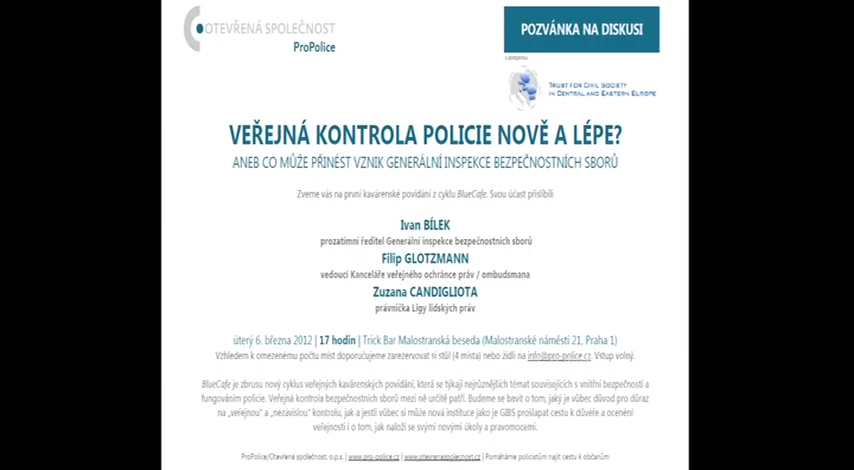 OTEVŘENÁ SPOLEČNOST
ProPolice
POZVÁNKA NA DISKUSI
TRUST FOR CIVIL SOCIETY
IN CENTRAL AND EASTERN EUROPE
VEŘEJNÁ KONTROLA POLICIE NOVĚ A LÉPE?
ANEB CO MŮŽE PŘINÉST VZNIK GENERÁLNÍ INSPEKCE BEZPEČNOSTNÍCH SBORŮ
Zveme vás na první kavárenské povídání z cyklu BlueCafe. Svou účast přislíbili
Ivan BÍLEK
prozatímní ředitel Generální inspekce bezpečnostních sborů
Filip GLOTZMANN
vedoucí Kanceláře veřejného ochránce práv / ombudsmana
Zuzana CANDIGLIOTA
právnička Ligy lidských práv
úterý 6. března 2012 | 17 hodin | Trick Bar Malostranská beseda (Malostranské náměstí 21, Praha 1)
Vzhledem k omezenému počtu míst doporučujeme zarezervovat si stůl (4 místa) nebo židli na info@pro-police.cz. Vstup volný.
BlueCafe je zbrusu nový cyklus veřejných kavárenských povídání, která se týkají nejrůznějších témat souvisejících s vnitřní bezpečností a
fungováním policie. Veřejná kontrola bezpečnostních sborů mezi ně určitě patří. Budeme se bavit o tom, jaký je vůbec důvod pro důraz
na „veřejnou" a „nezávislou" kontrolu, jak a jestli vůbec si může nová instituce jako je GIBS prošlapat cestu k důvěře a ocenění
veřejností i o tom, jak naloží se svými novými úkoly a pravomocemi.
ProPolice/Otevřená společnost, o.p.s. | www.pro-police.cz | www.otevrenaspolecnost.cz | Pomáháme policistům najít cestu k občanům